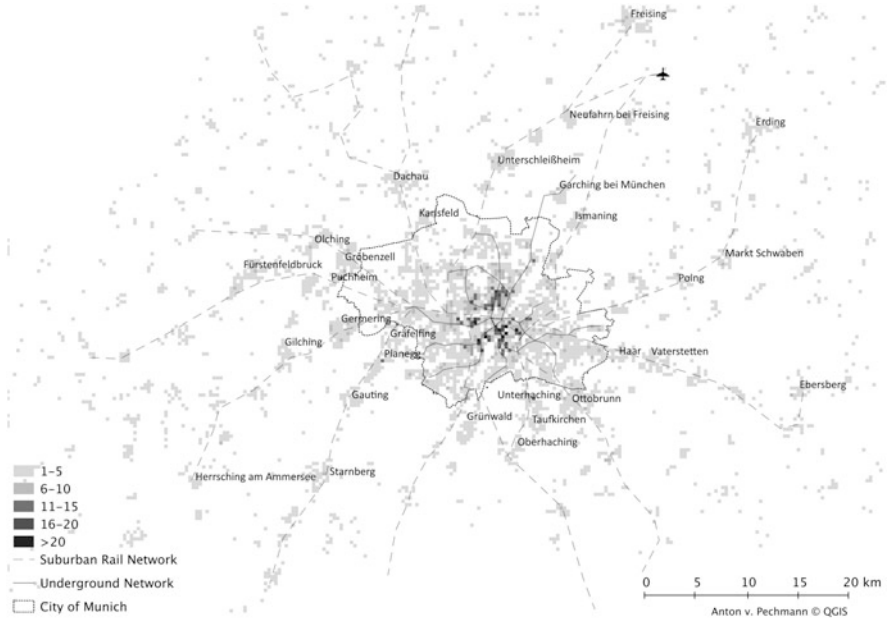 Freising
Neufahrn bei Freising
Erding
Unterschleißheim
Dachau
Garching bei München
Karlsfeld
Ismaning
Olching
Gröbenzell
Markt Schwaben
Fürstenfeldbruck
Puchheim
Poing
Germering
Gräfelfing
Gilching
Planegg
Haar
Vaterstetten
Ebersberg
Gauting
Unterhaching
Ottobrunn
Grünwald
Taufkirchen
Oberhaching
Herrsching am Ammersee
Starnberg
1–5
6–10
11–15
16–20
>20
Suburban Rail Network
Underground Network
City of Munich
0 5 10 15 20 km
Anton v. Pechmann © QGIS